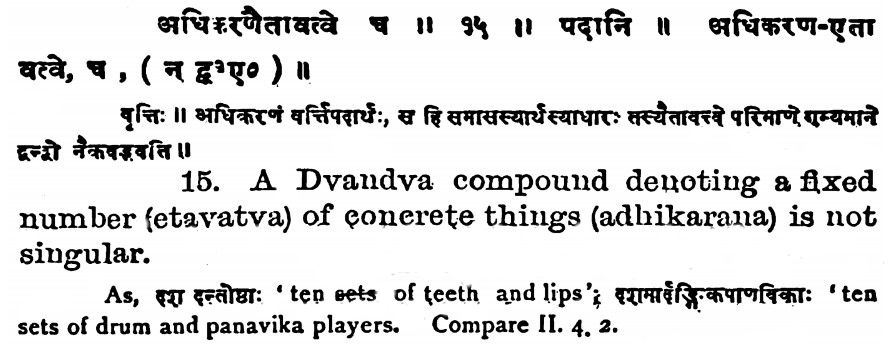 अधिकरणैतावत्वे च ॥ १५ ॥ पदानि ॥ अधिकरण-एता
वत्वे, च , ( न् द्व³ए० ) ॥
वृत्तिः ॥ अधिकरणं वर्त्तिपदार्थः, स हि समासस्यार्थस्याधारः तस्यैतावत्त्वे परिमाणे गम्यमाने
द्वन्द्वो नैकवद्भवति ॥
15. A Dvandva compound denoting a fixed
number (etavatva) of concrete things (adhikarana) is not
singular.
As, दश दन्तोष्ठाः 'ten sets of teeth and lips'; दशमार्दङ्गिकपाणविकाः 'ten
sets of drum and panavika players. Compare II. 4. 2.